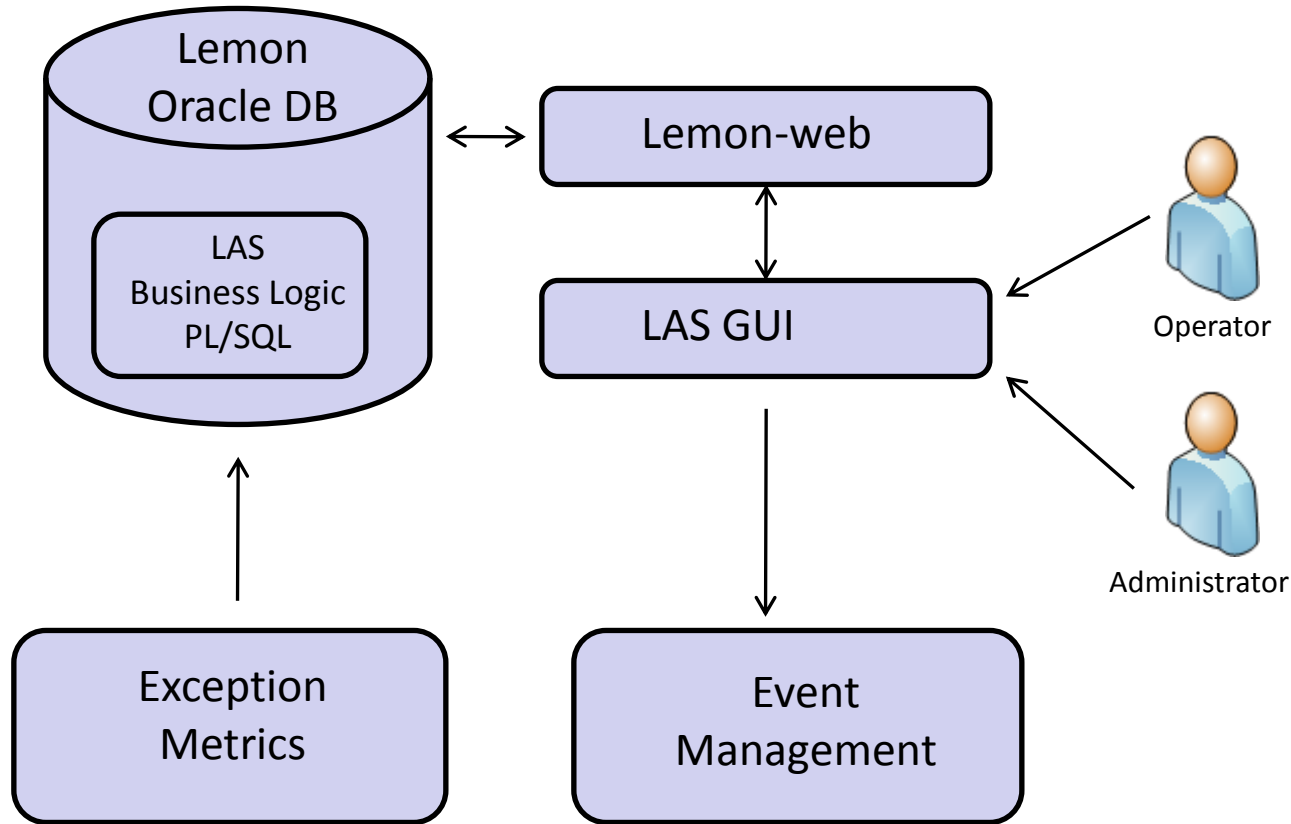 Lemon
Oracle DB
Lemon-web
LAS
Business Logic
PL/SQL
LAS GUI
Operator
Administrator
Exception
Metrics
Event
Management